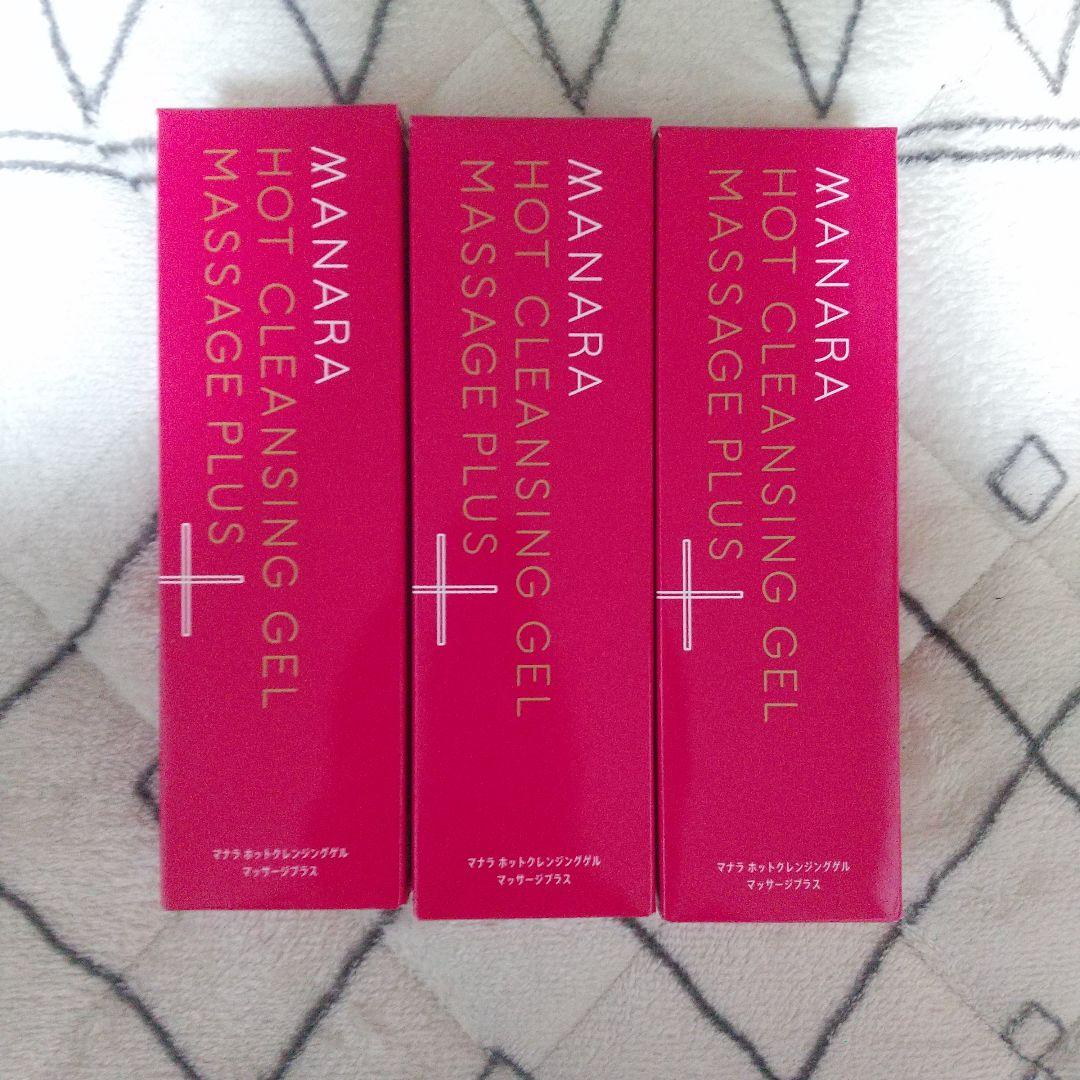 MANARA
HOT CLEANSING GEL
MASSAGE PLUS
マナラ ホットクレンジングゲル
マッサージプラス
MANARA
HOT CLEANSING GEL
MASSAGE PLUS
マナラ ホットクレンジングゲル
マッサージプラス
MANARA
HOT CLEANSING GEL
MASSAGE PLUS
マナラ ホットクレンジングゲル
マッサージプラス